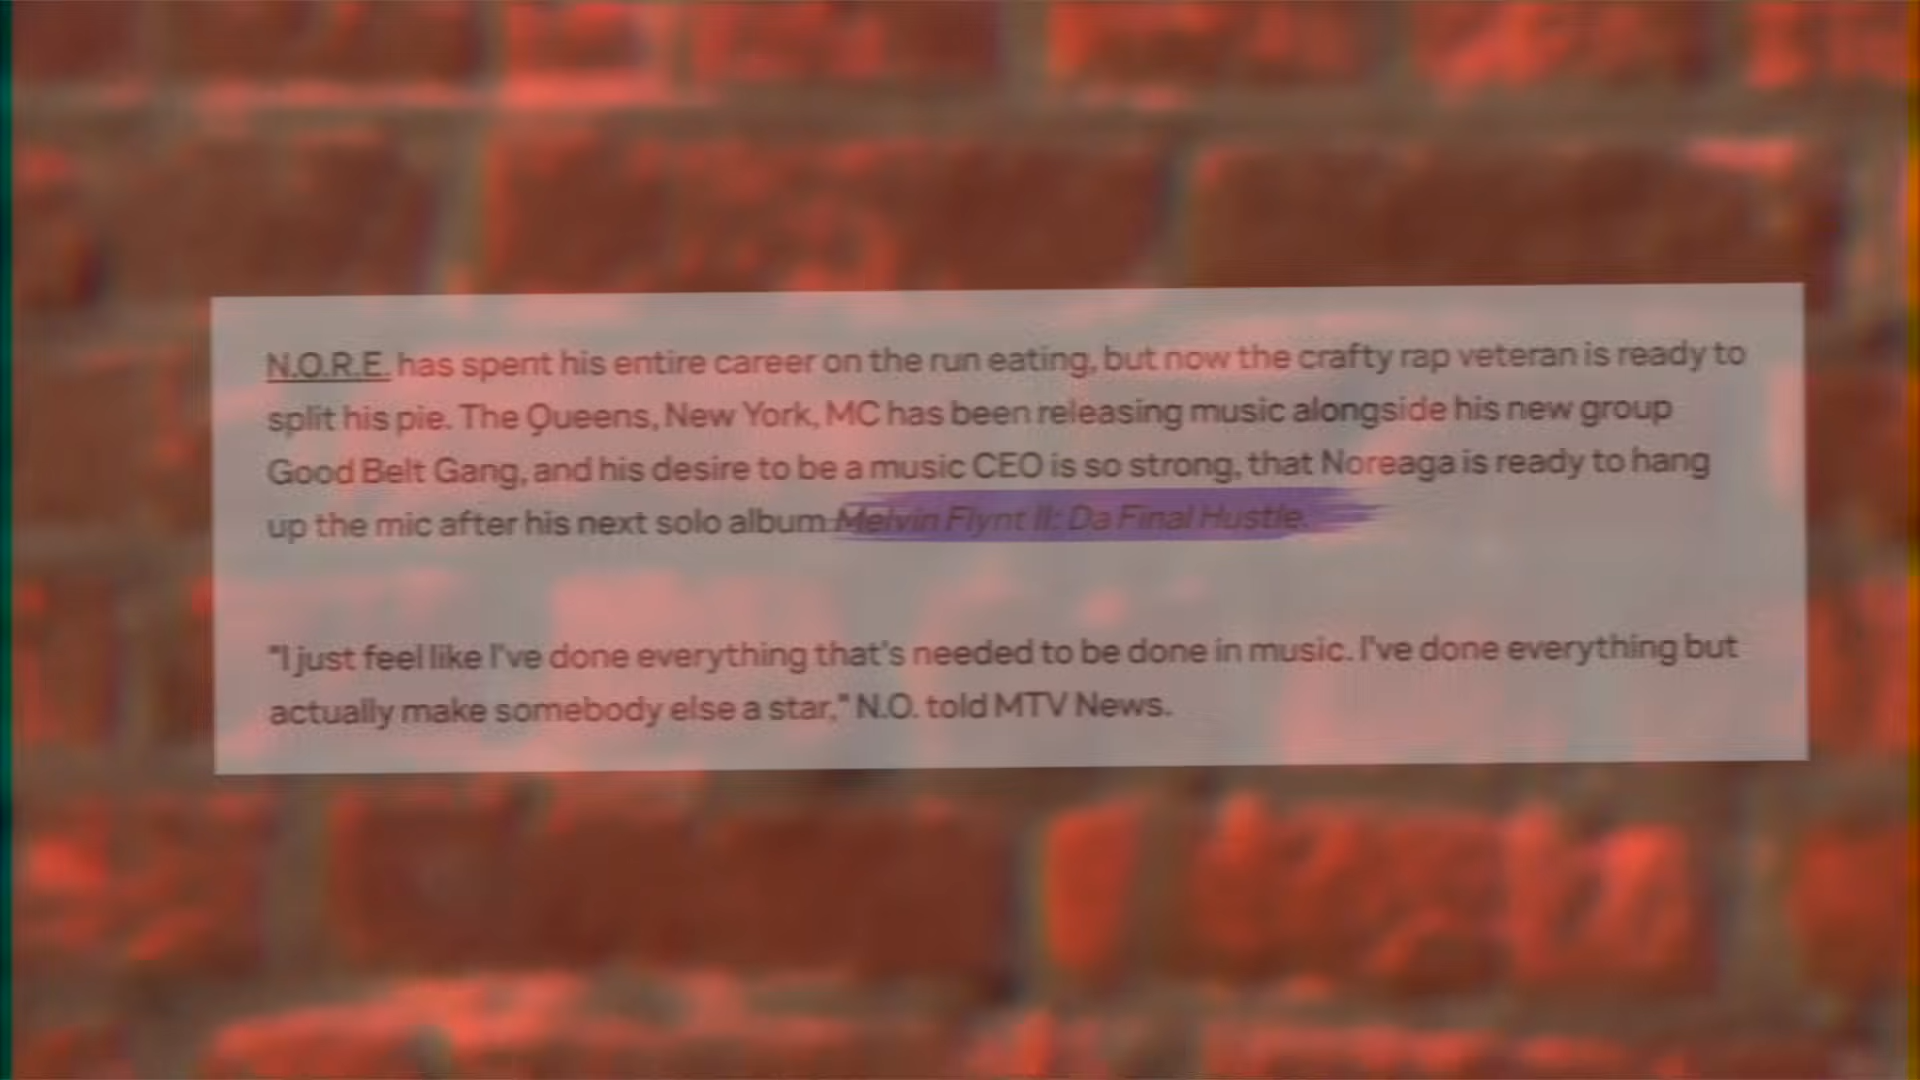 N.O.R.E. has spent his entire career on the run eating, but now the crafty rap veteran is ready to
split his pie. The Queens, New York, MC has been releasing music alongside his new group
Good Belt Gang, and his desire to be a music CEO is so strong, that Noreaga is ready to hang
up the mic after his next solo album Melvin Flynt II: Da Final Hustle.
"I just feel like I've done everything that's needed to be done in music. I've done everything but
actually make somebody else a star," N.O. told MTV News.